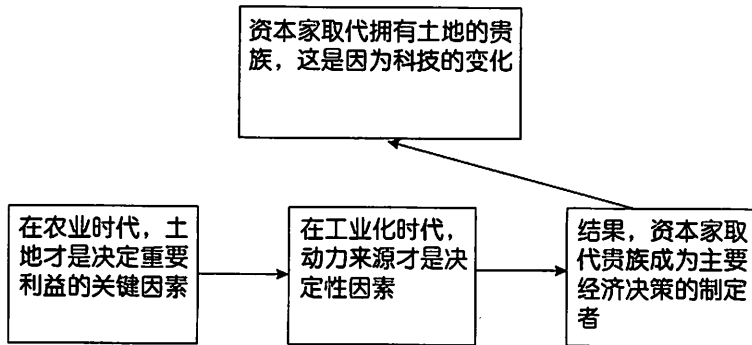 资本家取代拥有土地的贵
族，这是因为科技的变化
在农业时代，土
地才是决定重要
利益的关键因素
在工业化时代，
动力来源才是决
定性因素
结果，资本家取
代贵族成为主要
经济决策的制定
者